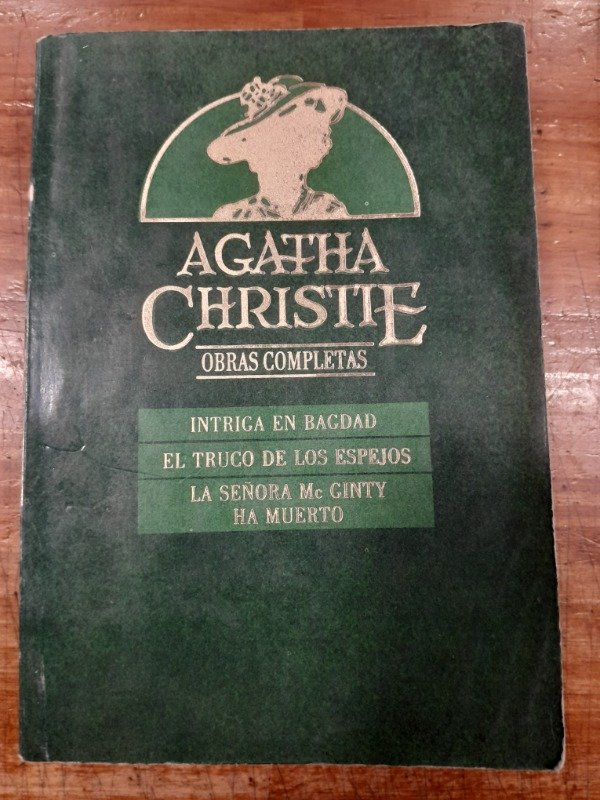 AGATHA
CHRISTIE
OBRAS COMPLETAS
INTRIGA EN BAGDAD
EL TRUCO DE LOS ESPEJOS
LA SEÑORA Mc GINTY
HA MUERTO